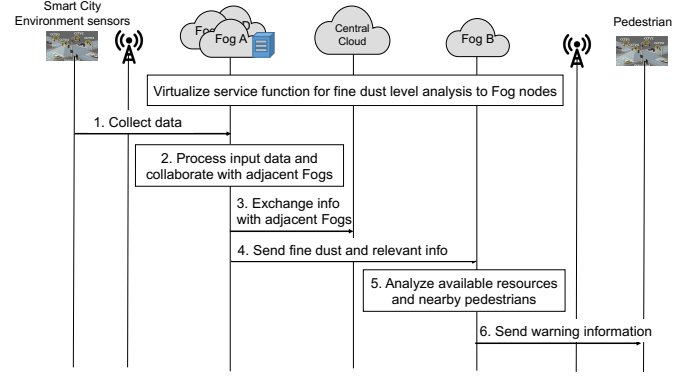 Smart City
Environment sensors
Pedestrian
Fog A
Central
Cloud
Fog B
Virtualize service function for fine dust level analysis to Fog nodes
1. Collect data
2. Process input data and
collaborate with adjacent Fogs
3. Exchange info
with adjacent Fogs
4. Send fine dust and relevant info
5. Analyze available resources
and nearby pedestrians
6. Send warning information